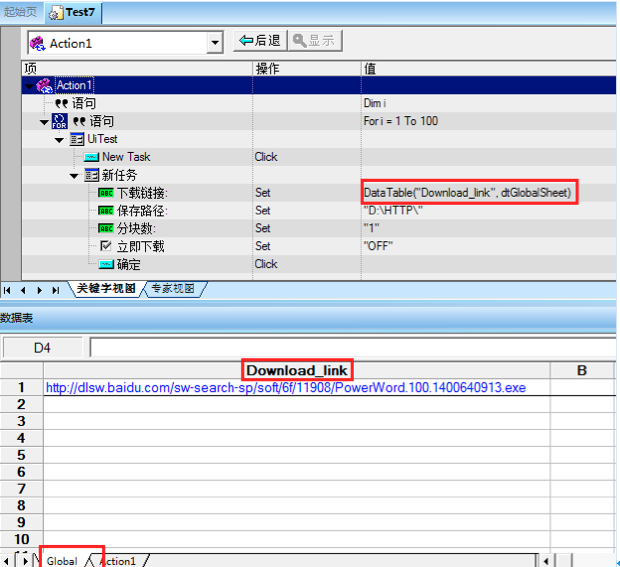 起始页 Test7
Action1 后退 显示
项 操作 值
Action1
语句 Dim i
FOR 语句 For i = 1 To 100
UiTest
New Task Click
新任务
ABC 下载链接: Set DataTable("Download_link", dtGlobalSheet)
ABC 保存路径: Set "D:\HTTP\"
ABC 分块数: Set "1"
立即下载 Set "OFF"
确定 Click
关键字视图 专家视图
数据表
D4
Download_link B
1 http://dlsw.baidu.com/sw-search-sp/soft/6f/11908/PowerWord.100.1400640913.exe
2
3
4
5
6
7
8
9
10
Global Action1